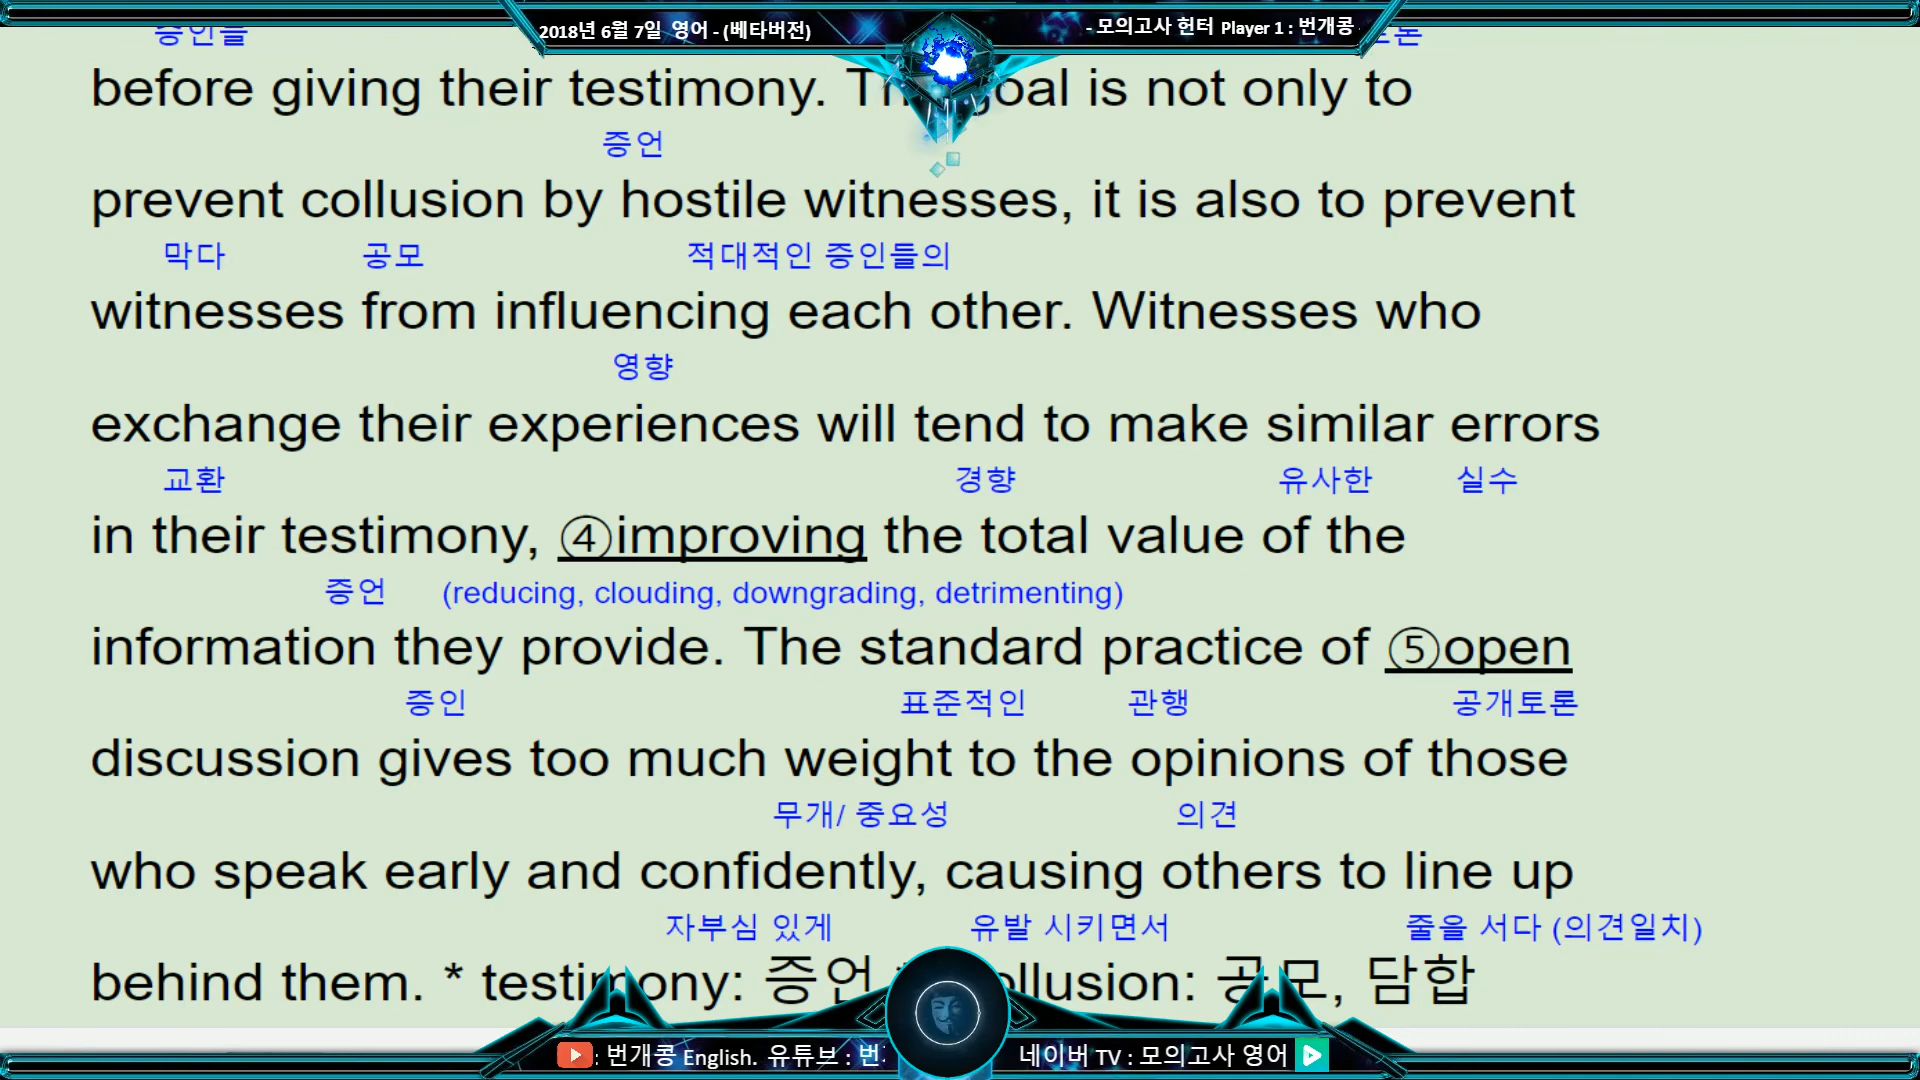 2018년 6월 7일 영어 - (베타버전)
- 모의고사 헌터 Player 1 : 번개콩
증인들
before giving their testimony. The goal is not only to
증언
prevent collusion by hostile witnesses, it is also to prevent
막다 공모 적대적인 증인들의
witnesses from influencing each other. Witnesses who
영향
exchange their experiences will tend to make similar errors
교환 경향 유사한 실수
in their testimony, ④improving the total value of the
증언 (reducing, clouding, downgrading, detrimenting)
information they provide. The standard practice of ⑤open
증인 표준적인 관행 공개토론
discussion gives too much weight to the opinions of those
무개/ 중요성 의견
who speak early and confidently, causing others to line up
자부심 있게 유발 시키면서 줄을 서다 (의견일치)
behind them. * testimony: 증언 collusion: 공모, 담합
: 번개콩 English. 유튜브 : 번
네이버 TV : 모의고사 영어